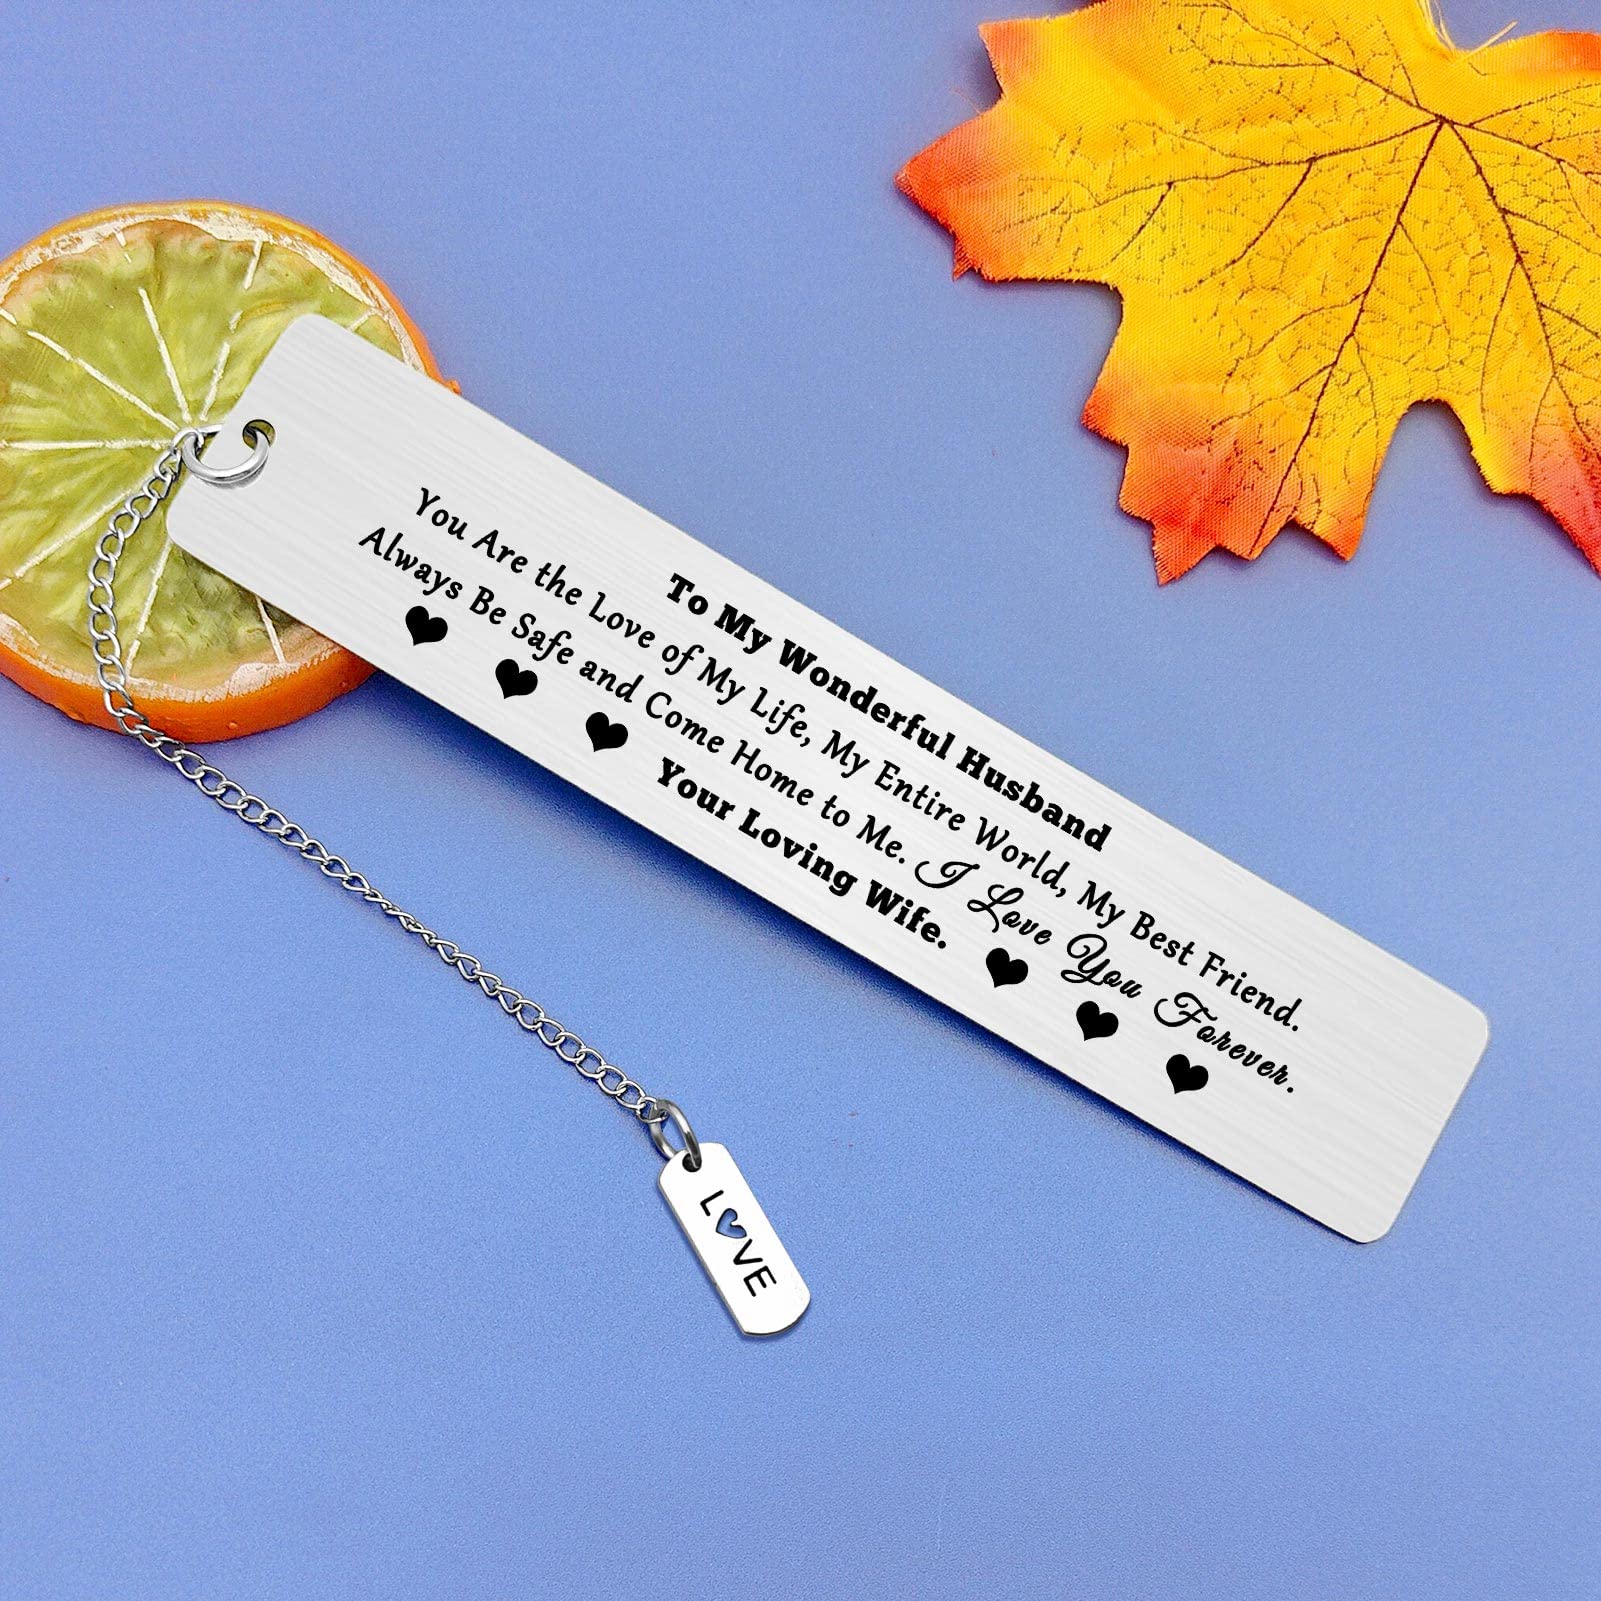 To My Wonderful Husband
You Are the Love of My Life, My Entire World, My Best Friend.
Always Be Safe and Come Home to Me. I Love You Forever.
Your Loving Wife.
LOVE